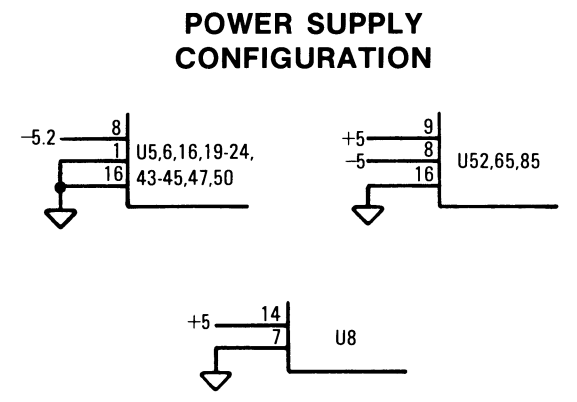 POWER SUPPLY
CONFIGURATION
-5.2 8
1 U5,6,16,19-24,
16 43-45,47,50
+5 9
-5 8 U52,65,85
16
+5 14
7 U8